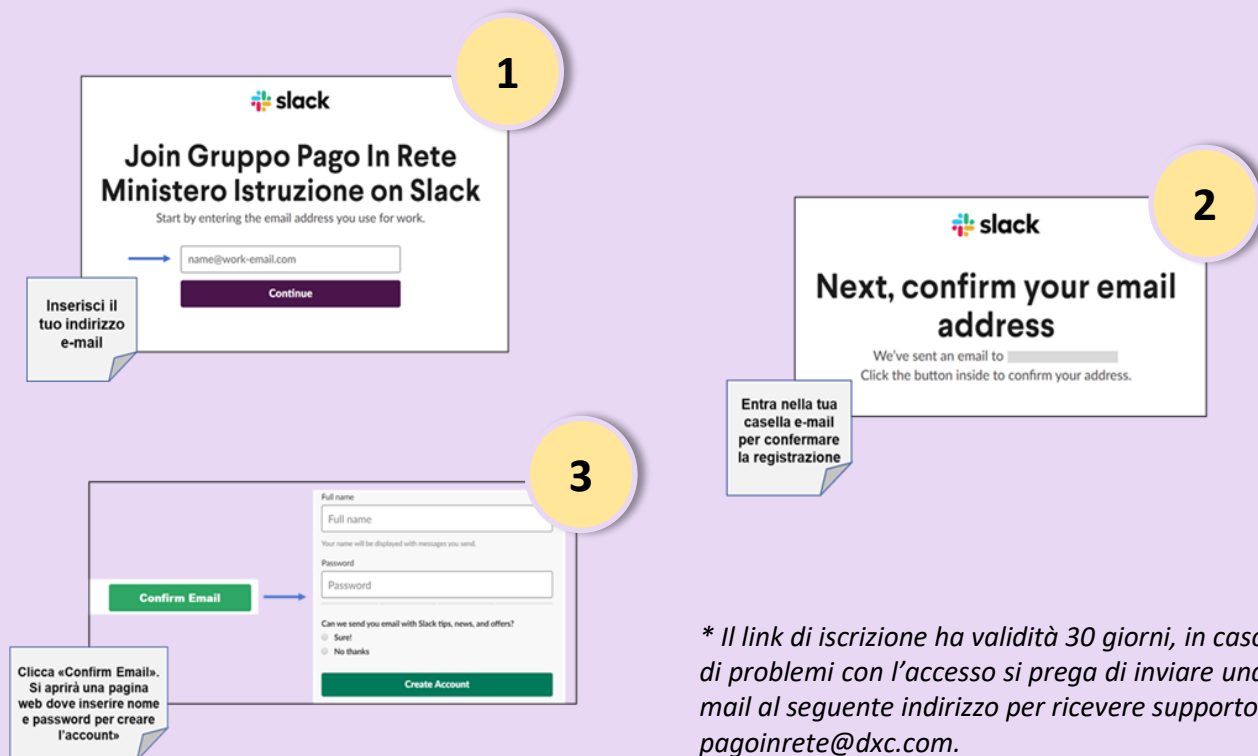 1
slack
Join Gruppo Pago In Rete
Ministero Istruzione on Slack
Start by entering the email address you use for work.
name@work-email.com
Continue
Inserisci il
tuo indirizzo
e-mail
2
slack
Next, confirm your email
address
We've sent an email to
Click the button inside to confirm your address.
Entra nella tua
casella e-mail
per confermare
la registrazione
3
Full name
Full name
Your name will be displayed with messages you send.
Password
Password
Confirm Email
Can we send you email with Slack tips, news, and offers?
Sure!
No thanks
Create Account
Clicca «Confirm Email».
Si aprirà una pagina
web dove inserire nome
e password per creare
l'account»
* Il link di iscrizione ha validità 30 giorni, in caso
di problemi con l'accesso si prega di inviare una
mail al seguente indirizzo per ricevere supporto
pagoinrete@dxc.com.